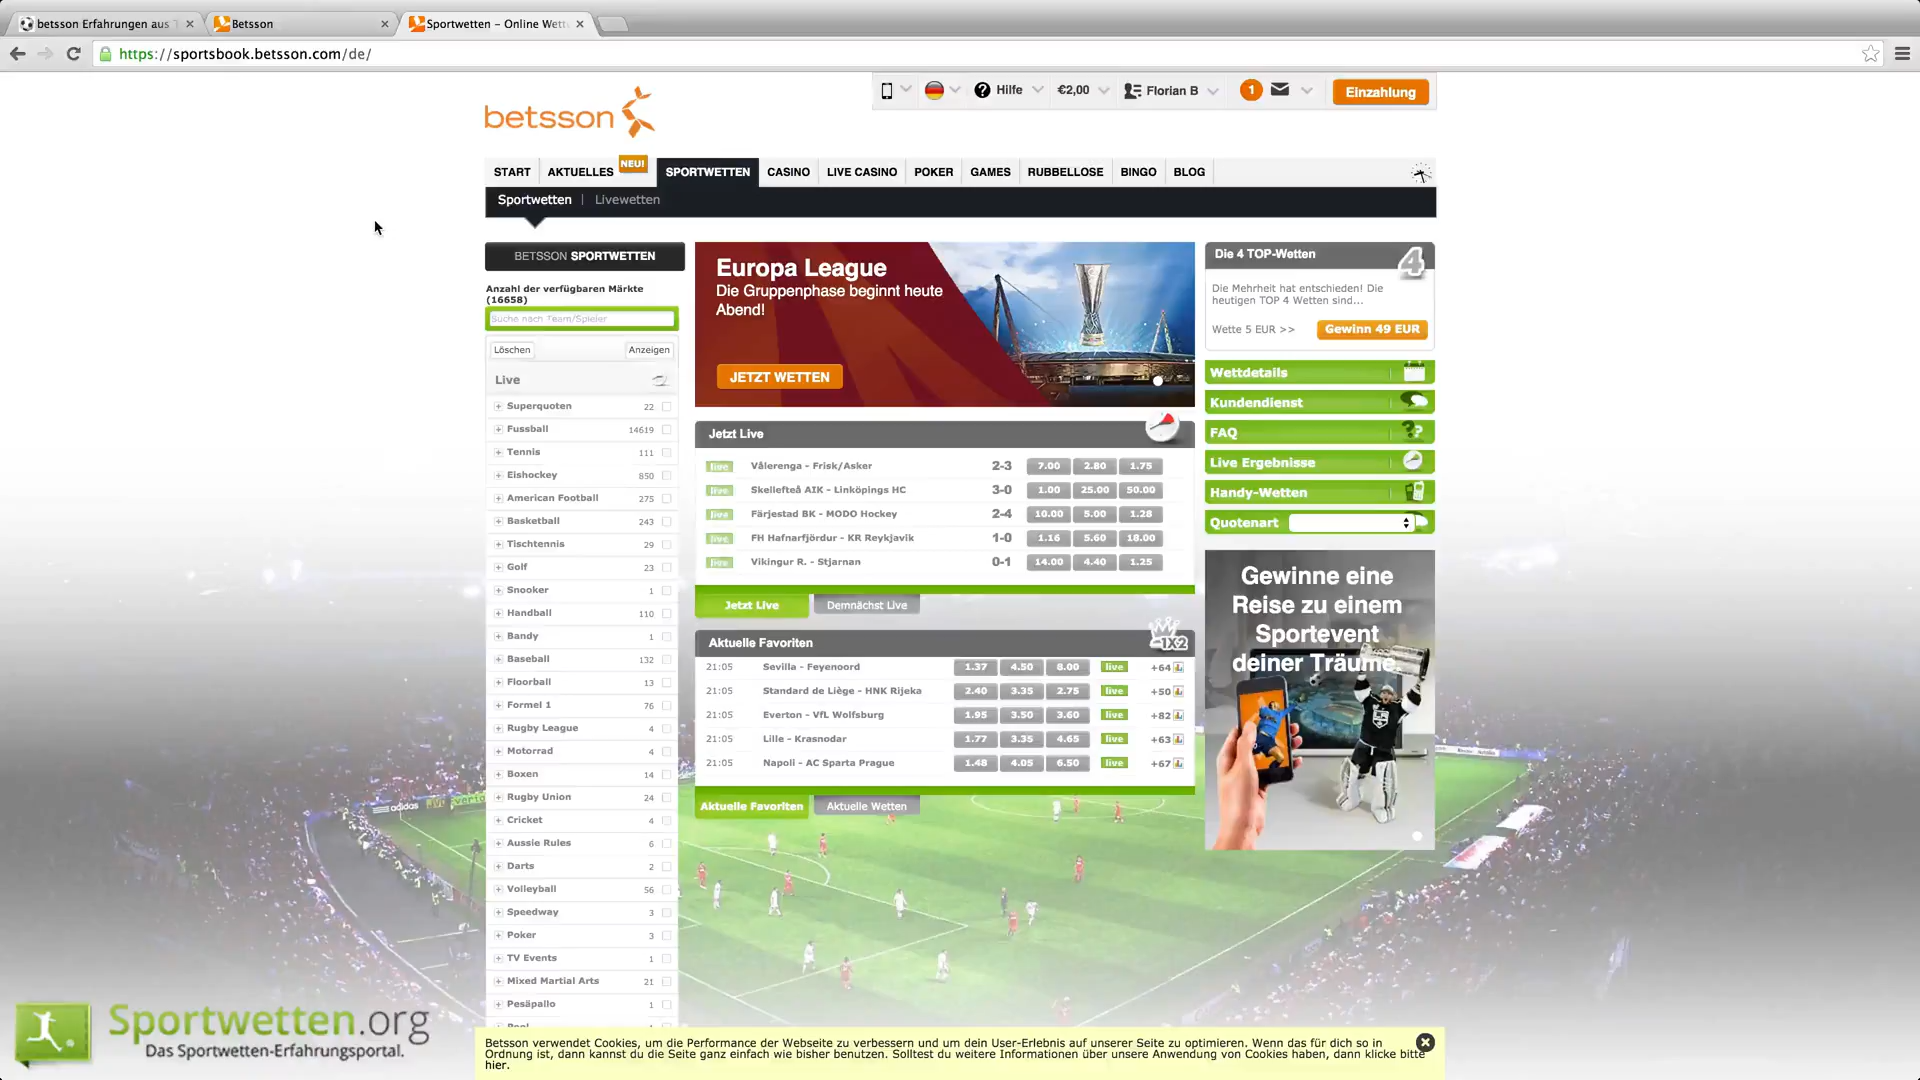 betsson Erfahrungen aus T
Betsson
Sportwetten – Online Wett
https://sportsbook.betsson.com/de/
betsson
Hilfe
€2,00
Florian B
1
Einzahlung
START
AKTUELLES
NEU!
SPORTWETTEN
CASINO
LIVE CASINO
POKER
GAMES
RUBBELLOSE
BINGO
BLOG
Sportwetten | Livewetten
BETSSON SPORTWETTEN
Anzahl der verfügbaren Märkte
(16658)
Suche nach Team/Spieler
Löschen
Anzeigen
Live
Superquoten 22
Fussball 14619
Tennis 111
Eishockey 850
American Football 275
Basketball 243
Tischtennis 29
Golf 23
Snooker 1
Handball 110
Bandy 1
Baseball 132
Floorball 13
Formel 1 76
Rugby League 4
Motorrad 4
Boxen 14
Rugby Union 24
Cricket 4
Aussie Rules 6
Darts 2
Volleyball 56
Speedway 3
Poker 3
TV Events 1
Mixed Martial Arts 21
Pesäpallo 1
Europa League
Die Gruppenphase beginnt heute
Abend!
JETZT WETTEN
Jetzt Live
live Vålerenga - Frisk/Asker 2-3 7.00 2.80 1.75
live Skellefteå AIK - Linköpings HC 3-0 1.00 25.00 50.00
live Färjestad BK - MODO Hockey 2-4 10.00 5.00 1.28
live FH Hafnarfjördur - KR Reykjavik 1-0 1.16 5.60 18.00
live Vikingur R. - Stjarnan 0-1 14.00 4.40 1.25
Jetzt Live
Demnächst Live
Aktuelle Favoriten
1X2
21:05 Sevilla - Feyenoord 1.37 4.50 8.00 live +64
21:05 Standard de Liège - HNK Rijeka 2.40 3.35 2.75 live +50
21:05 Everton - VfL Wolfsburg 1.95 3.50 3.60 live +82
21:05 Lille - Krasnodar 1.77 3.35 4.65 live +63
21:05 Napoli - AC Sparta Prague 1.48 4.05 6.50 live +67
Aktuelle Favoriten
Aktuelle Wetten
Die 4 TOP-Wetten
4
Die Mehrheit hat entschieden! Die
heutigen TOP 4 Wetten sind...
Wette 5 EUR >>
Gewinn 49 EUR
Wettdetails
Kundendienst
FAQ
Live Ergebnisse
Handy-Wetten
Quotenart
Gewinne eine
Reise zu einem
Sportevent
deiner Träume.
adidas
Sportwetten.org
Das Sportwetten-Erfahrungsportal.
Betsson verwendet Cookies, um die Performance der Webseite zu verbessern und um dein User-Erlebnis auf unserer Seite zu optimieren. Wenn das für dich so in
Ordnung ist, dann kannst du die Seite ganz einfach wie bisher benutzen. Solltest du weitere Informationen über unsere Anwendung von Cookies haben, dann klicke bitte
hier.